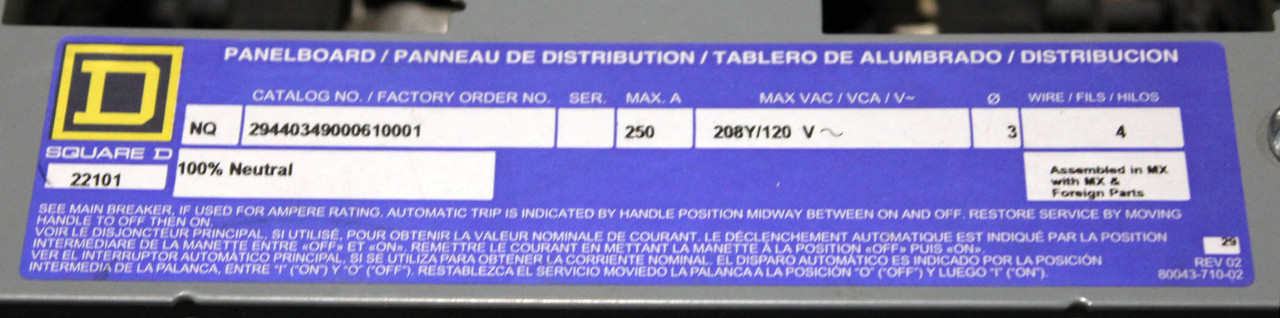 PANELBOARD / PANNEAU DE DISTRIBUTION / TABLERO DE ALUMBRADO / DISTRIBUCION
CATALOG NO. / FACTORY ORDER NO. SER. MAX. A MAX VAC / VCA / V~ Ø WIRE / FILS / HILOS
NQ 29440349000610001 250 208Y/120 V ~ 3 4
SQUARE D
22101
100% Neutral
Assembled in MX
with MX &
Foreign Parts
SEE MAIN BREAKER, IF USED FOR AMPERE RATING. AUTOMATIC TRIP IS INDICATED BY HANDLE POSITION MIDWAY BETWEEN ON AND OFF. RESTORE SERVICE BY MOVING
HANDLE TO OFF THEN ON.
VOIR LE DISJONCTEUR PRINCIPAL, SI UTILISÉ, POUR OBTENIR LA VALEUR NOMINALE DE COURANT. LE DÉCLENCHEMENT AUTOMATIQUE EST INDIQUÉ PAR LA POSITION
INTERMÉDIARE DE LA MANETTE ENTRE «OFF» ET «ON». REMETTRE LE COURANT EN METTANT LA MANETTE À LA POSITION «OFF» PUIS «ON».
VER EL INTERRUPTOR AUTOMÁTICO PRINCIPAL, SI SE UTILIZA PARA OBTENER LA CORRIENTE NOMINAL. EL DISPARO AUTOMÁTICO ES INDICADO POR LA POSICIÓN
INTERMEDIA DE LA PALANCA, ENTRE "I" ("ON") Y "O" ("OFF"). RESTABLEZCA EL SERVICIO MOVIEDO LA PALANCA A LA POSICIÓN "O" ("OFF") Y LUEGO "I" ("ON").
29
REV 02
80043-710-02